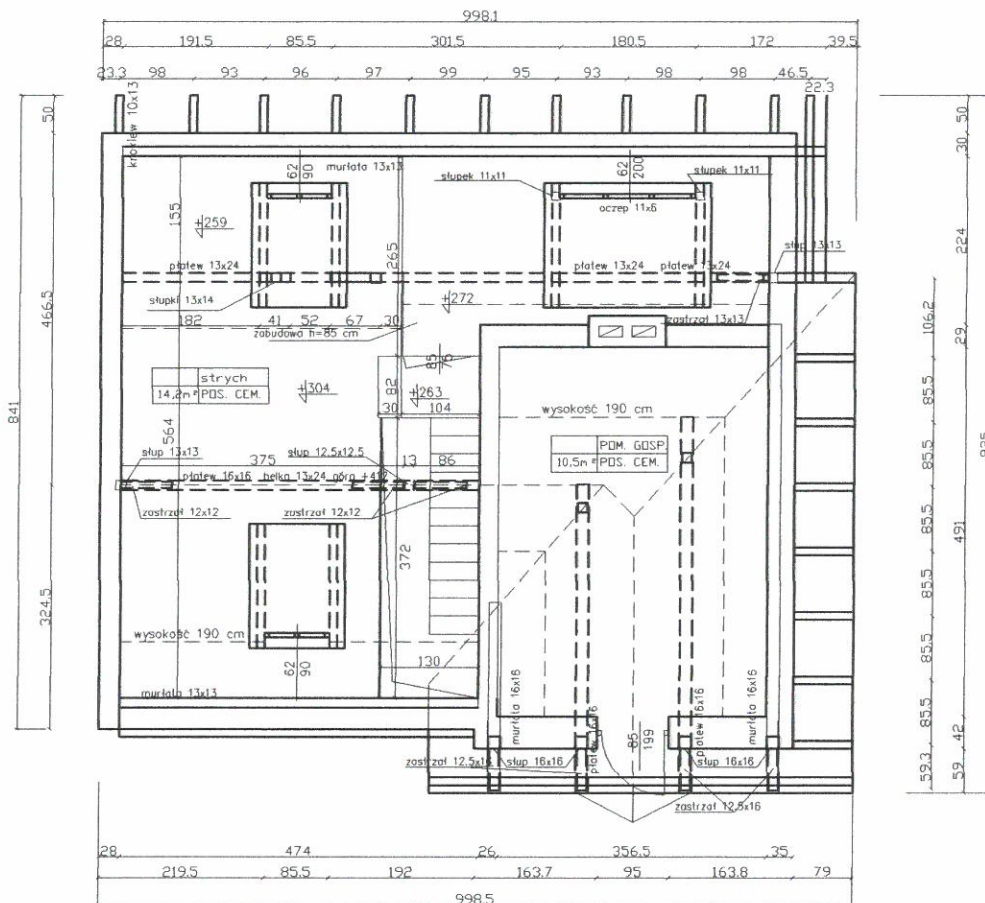 998.1
28 191.5 85.5 301.5 180.5 172 39.5
23.3 98 93 96 97 99 95 93 98 98 46.5
22.3
50
krokiew 10x13
50
30
62
90
murłata 13x13
62
200
słupek 11x11
słupek 11x11
oczep 11x6
155
+259
265
224
słup 13x13
płatew 13x24
płatew 13x24
płatew 13x24
słupki 13x14
+272
466.5
106.2
182 41 52 67 30
zastrzał 13x13
29
zabudowa h=85 cm
85
76
strych
14,2m² POS. CEM.
+304
82
+263
30 104
wysokość 190 cm
85.5
841
564
POM. GOSP.
10,5m² POS. CEM.
85.5
słup 13x13
375
słup 12.5x12.5
13 86
płatew 16x16
belka 13x24 góra +412
zastrzał 12x12
zastrzał 12x12
85.5
491
372
85.5
324.5
wysokość 190 cm
85.5
130
62
90
murłata 13x13
murłata 16x16
płatew 16x16
85
199
płatew 16x16
murłata 16x16
85.5
42
zastrzał 12.5x16
słup 16x16
słup 16x16
zastrzał 12.5x16
59.3
59
28 474 26 356.5 35
219.5 85.5 192 163.7 95 163.8 79
998.5